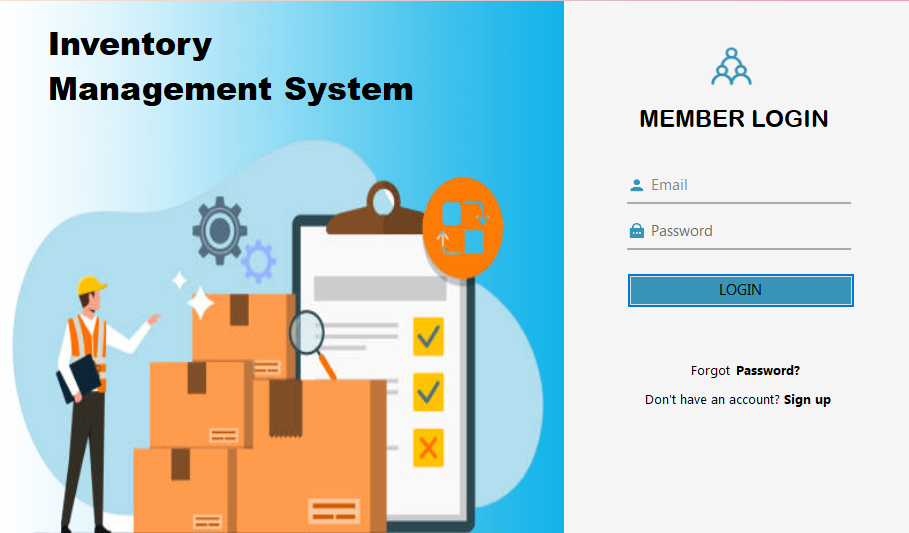 Inventory
Management System
MEMBER LOGIN
Email
Password
LOGIN
Forgot Password?
Don't have an account? Sign up